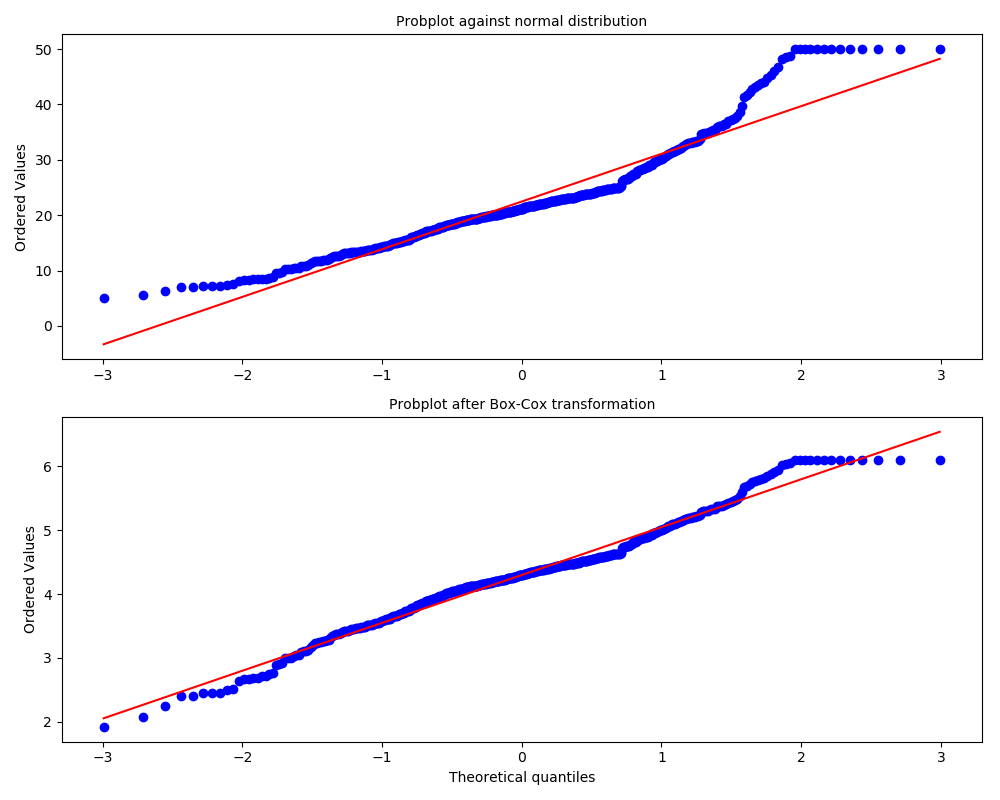 Probplot against normal distribution
50
40
30
20
10
0
Ordered Values
−3 −2 −1 0 1 2 3
Probplot after Box-Cox transformation
6
5
4
3
2
Ordered Values
−3 −2 −1 0 1 2 3
Theoretical quantiles